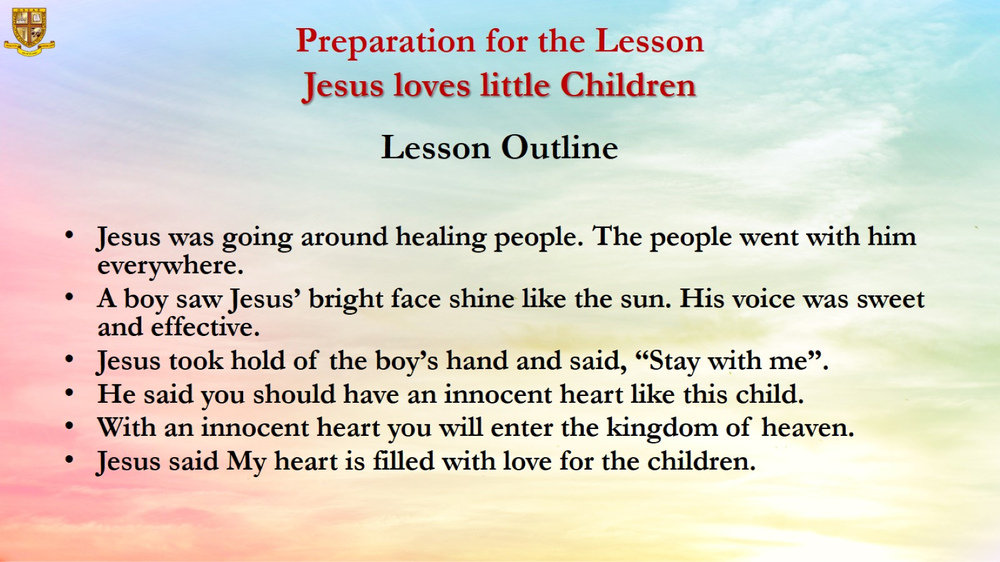 Preparation for the Lesson
Jesus loves little Children
Lesson Outline
• Jesus was going around healing people. The people went with him
everywhere.
• A boy saw Jesus’ bright face shine like the sun. His voice was sweet
and effective.
• Jesus took hold of the boy’s hand and said, “Stay with me”.
• He said you should have an innocent heart like this child.
• With an innocent heart you will enter the kingdom of heaven.
• Jesus said My heart is filled with love for the children.